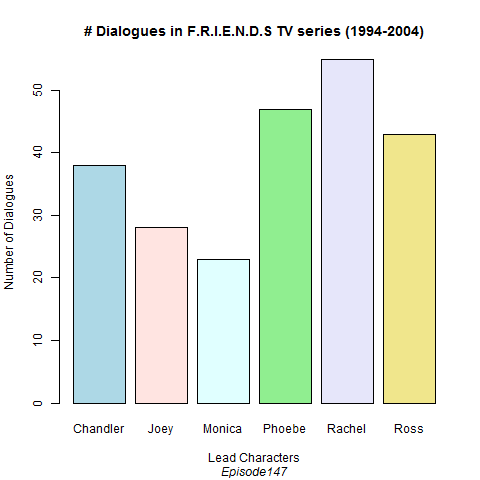 # Dialogues in F.R.I.E.N.D.S TV series (1994-2004)
Number of Dialogues
50
40
30
20
10
0
Chandler Joey Monica Phoebe Rachel Ross
Lead Characters
Episode147